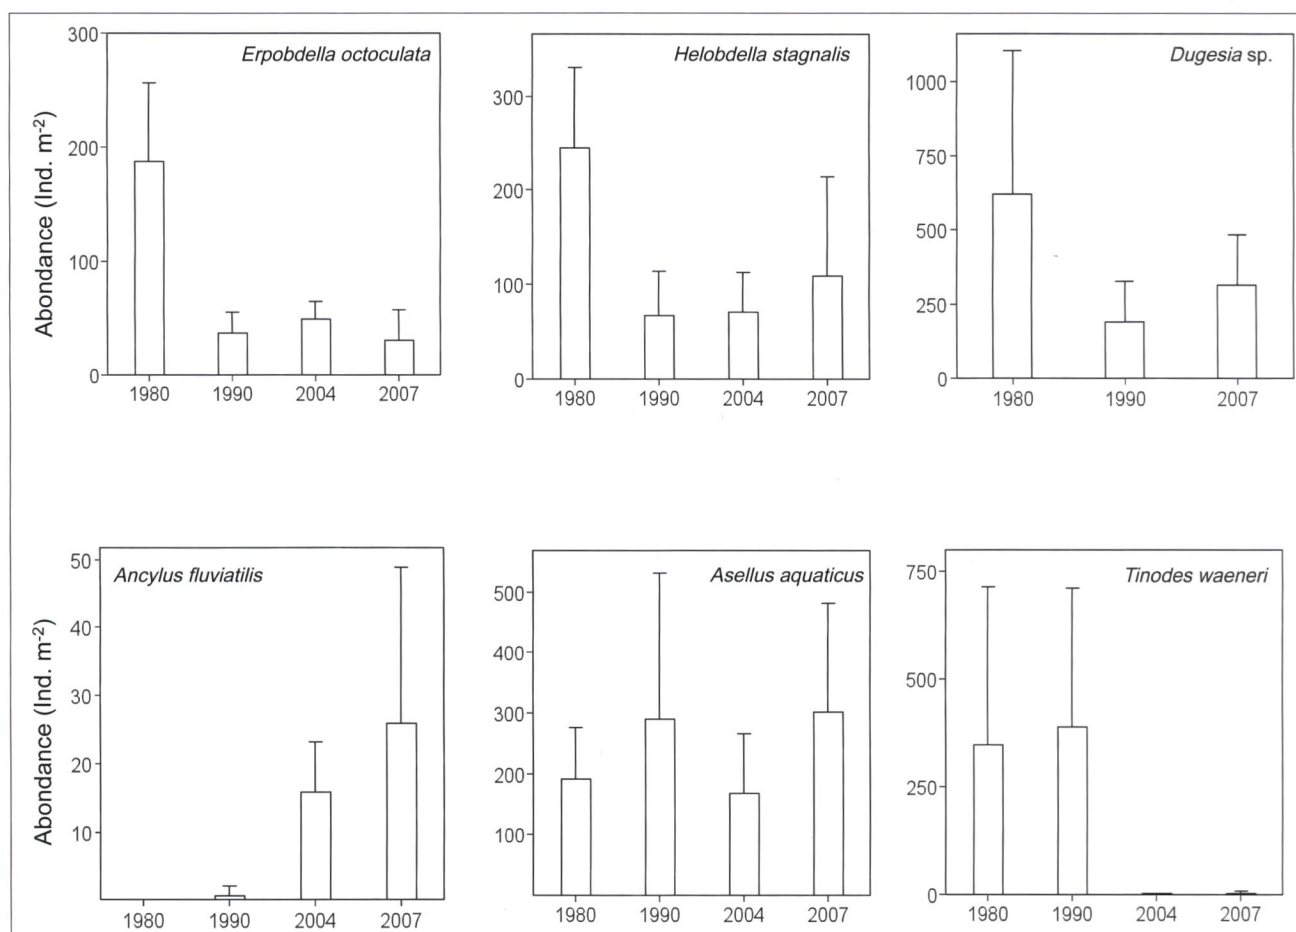 Erpobdella octoculata
Abondance (Ind. m-2)
300
200
100
0
1980 1990 2004 2007
Helobdella stagnalis
300
200
100
0
1980 1990 2004 2007
Dugesia sp.
1000
750
500
250
0
1980 1990 2007
Ancylus fluviatilis
Abondance (Ind. m-2)
50
40
30
20
10
1980 1990 2004 2007
Asellus aquaticus
500
400
300
200
100
1980 1990 2004 2007
Tinodes waeneri
750
500
250
0
1980 1990 2004 2007